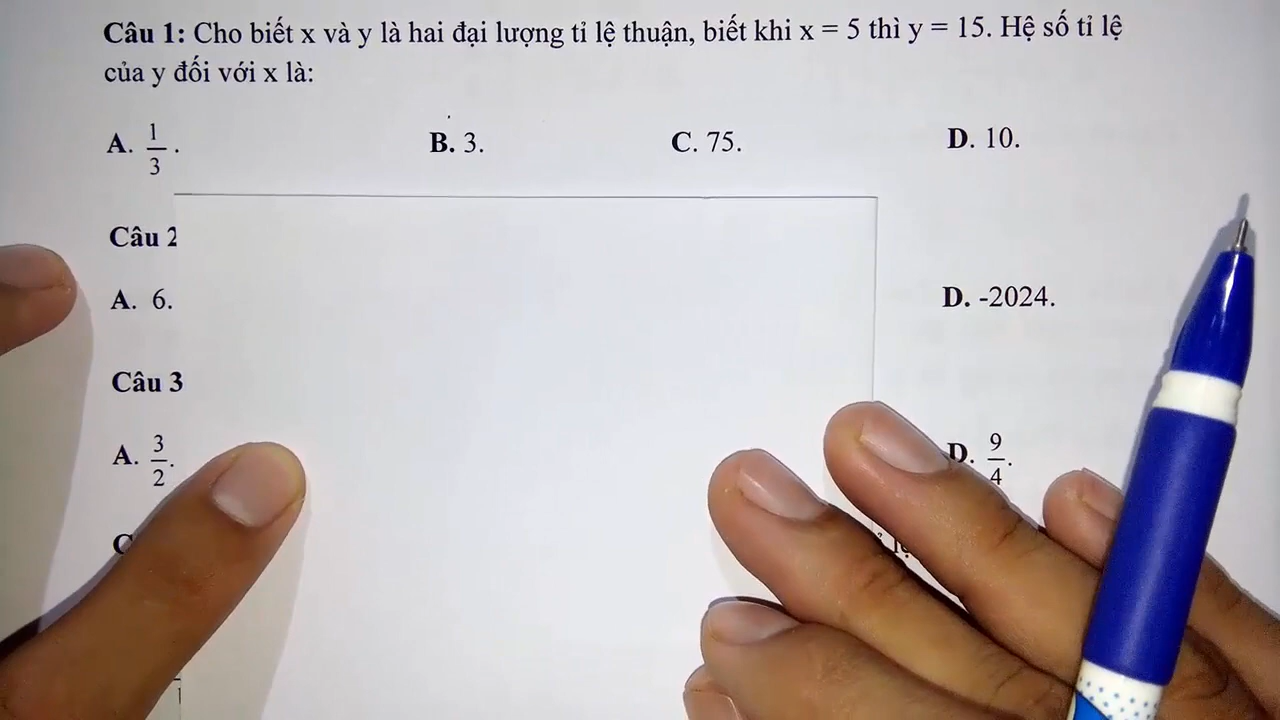 Câu 1: Cho biết x và y là hai đại lượng tỉ lệ thuận, biết khi x = 5 thì y = 15. Hệ số tỉ lệ
của y đối với x là:
A. 1/3 . B. 3. C. 75. D. 10.
Câu 2
A. 6. D. -2024.
Câu 3
A. 3/2. D. 9/4.